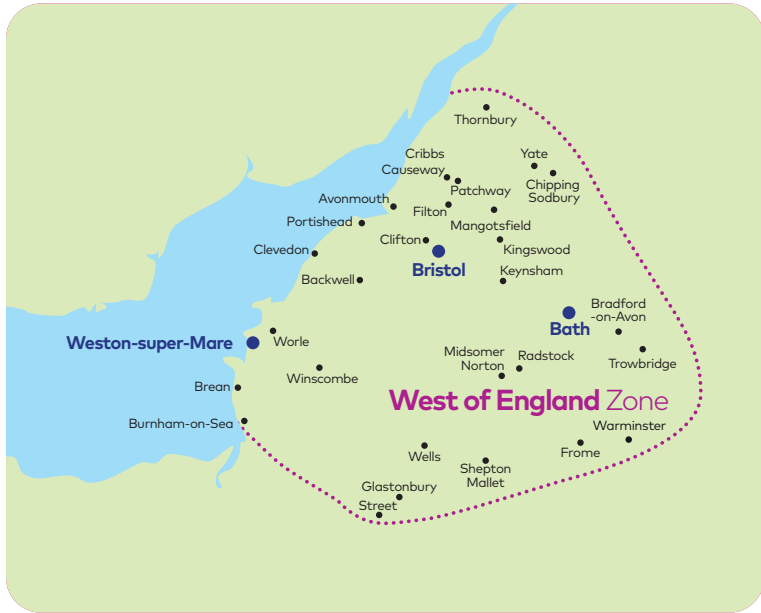 Thornbury
Cribbs
Causeway
Yate
Patchway
Chipping
Sodbury
Avonmouth
Filton
Portishead
Mangotsfield
Clifton
Clevedon
Kingswood
Bristol
Keynsham
Backwell
Bradford
-on-Avon
Bath
Weston-super-Mare
Worle
Midsomer
Norton
Radstock
Trowbridge
Winscombe
Brean
West of England Zone
Burnham-on-Sea
Warminster
Wells
Frome
Shepton
Mallet
Glastonbury
Street